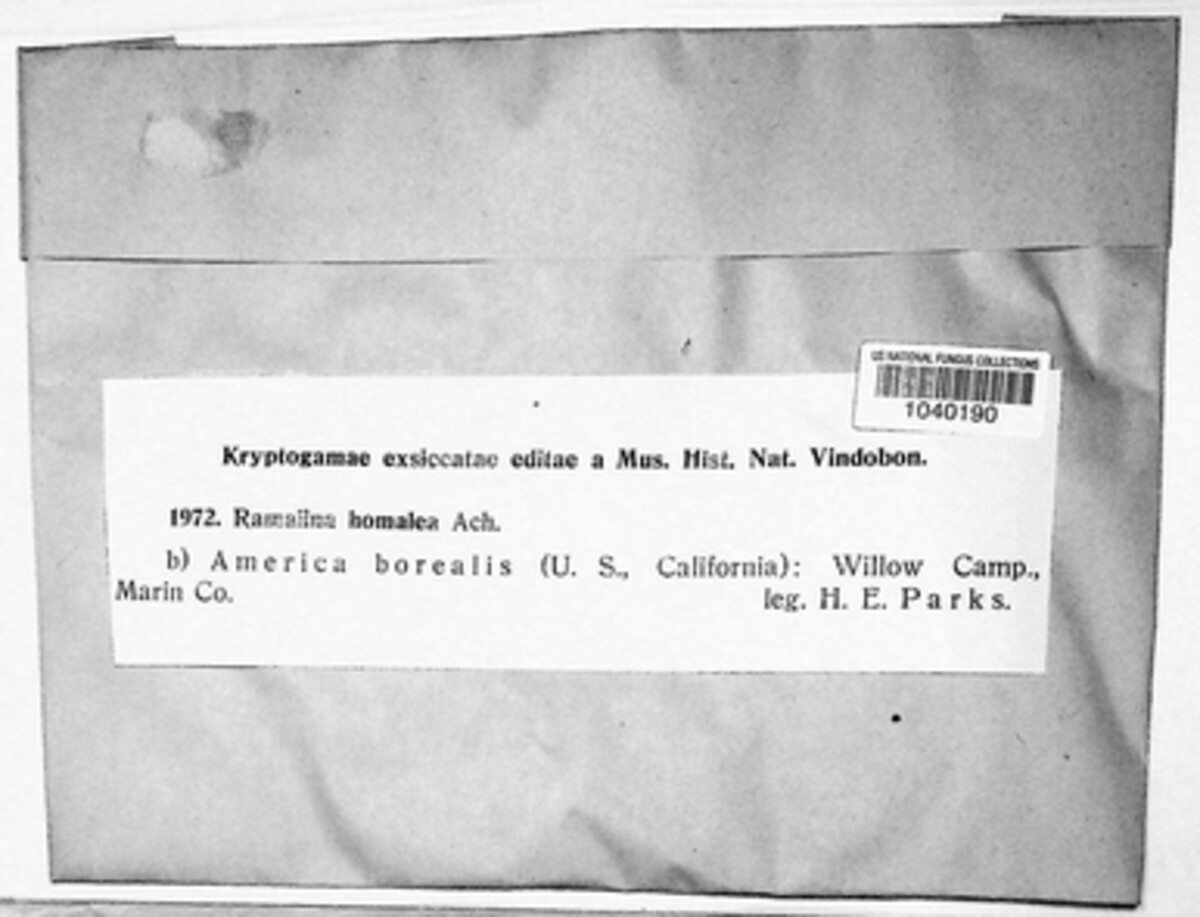 US NATIONAL FUNGUS COLLECTIONS
1040190
Kryptogamae exsiccatae editae a Mus. Hist. Nat. Vindobon.
1972. Ramalina homalea Ach.
b) America borealis (U. S., California): Willow Camp.,
Marin Co. leg. H. E. Parks.